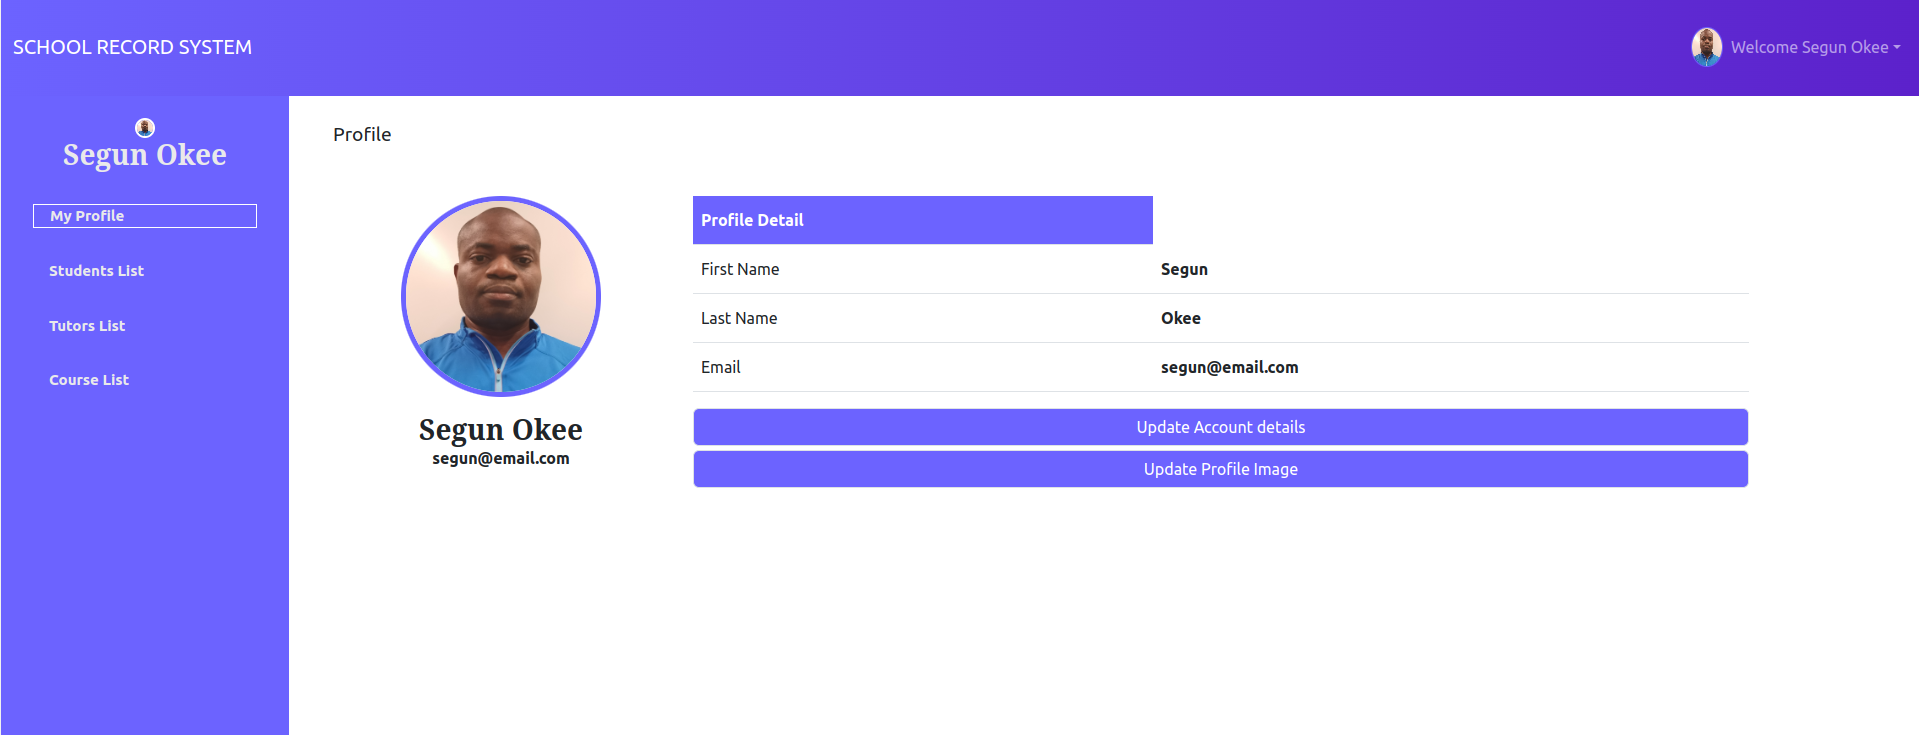 SCHOOL RECORD SYSTEM
Welcome Segun Okee
Segun Okee
My Profile
Students List
Tutors List
Course List
Profile
Segun Okee
segun@email.com
Profile Detail
First Name Segun
Last Name Okee
Email segun@email.com
Update Account details
Update Profile Image